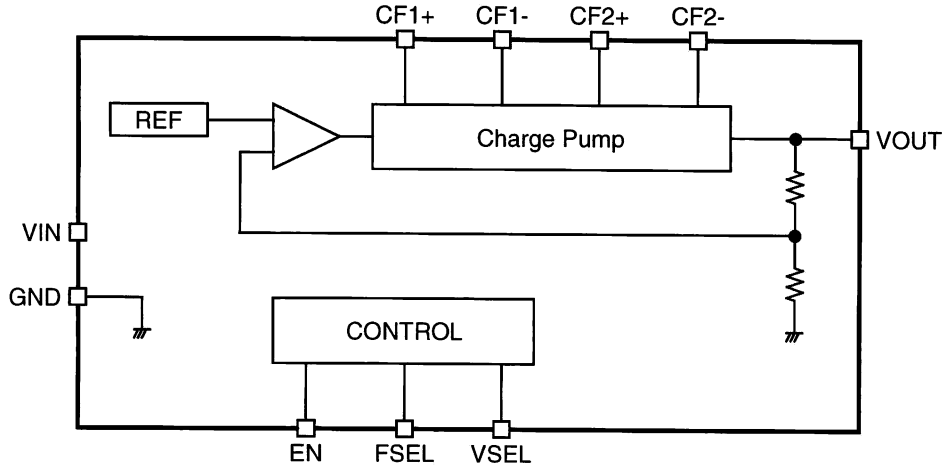 CF1+ CF1- CF2+ CF2-
REF
Charge Pump
VOUT
VIN
GND
CONTROL
EN FSEL VSEL